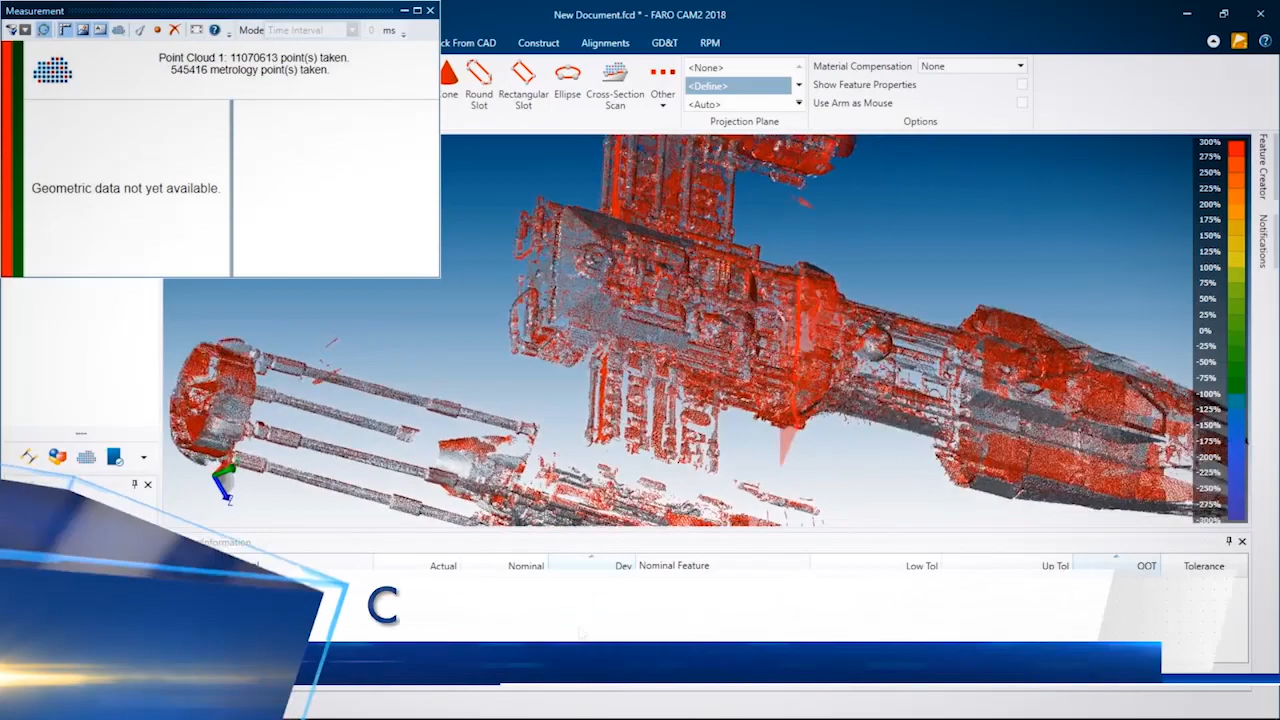 Measurement
New Document.fcd * - FARO CAM2 2018
Mode Time Interval 0 ms
ck From CAD Construct Alignments GD&T RPM
Point Cloud 1: 11070613 point(s) taken.
545416 metrology point(s) taken.
Geometric data not yet available.
one Round Slot Rectangular Slot Ellipse Cross-Section Scan Other
<None>
<Define>
<Auto>
Projection Plane
Material Compensation None
Show Feature Properties
Use Arm as Mouse
Options
300%
275%
250%
225%
200%
175%
150%
125%
100%
75%
50%
25%
0%
-25%
-50%
-75%
-100%
-125%
-150%
-175%
-200%
-225%
-250%
-275%
-300%
Feature Creator
Notifications
Z
Information
Actual Nominal Dev Nominal Feature Low Tol Up Tol OOT Tolerance
C